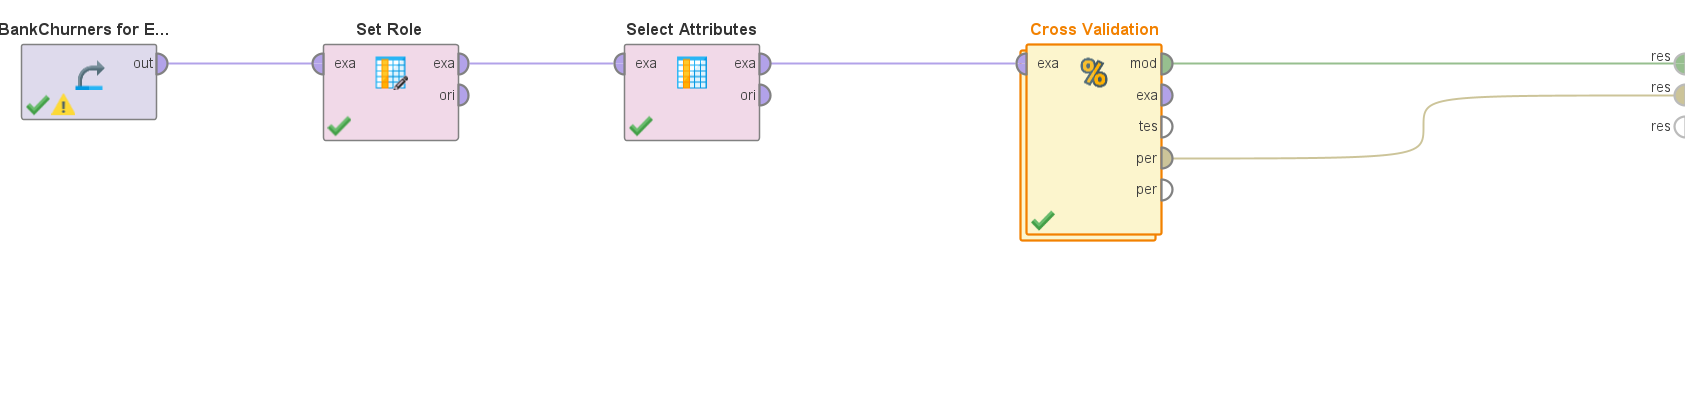 BankChurners for E...
out
Set Role
exa
exa
ori
Select Attributes
exa
exa
ori
Cross Validation
exa
mod
exa
tes
per
per
%
res
res
res